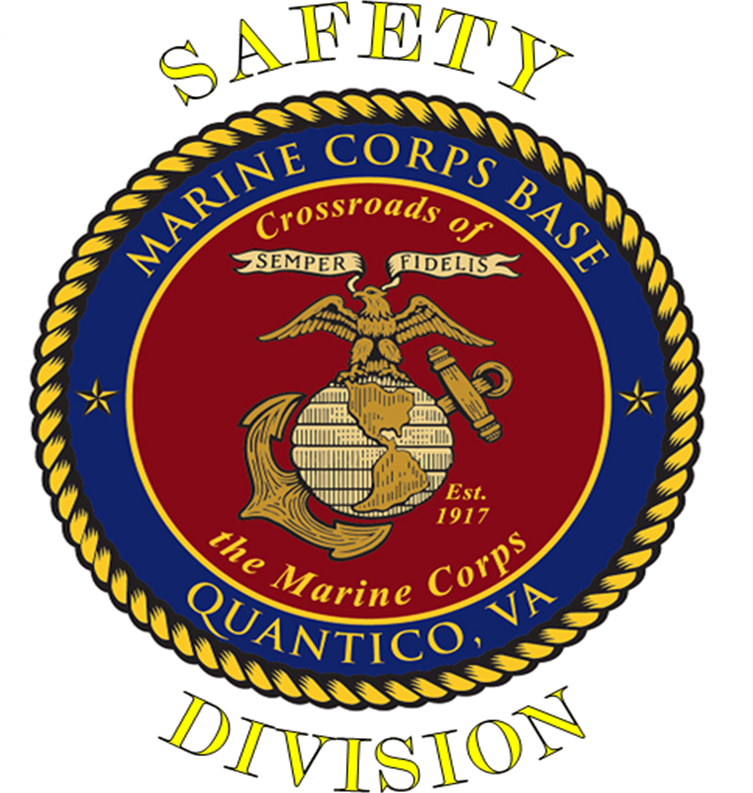 SAFETY
MARINE CORPS BASE
Crossroads of
SEMPER FIDELIS
Est.
1917
the Marine Corps
QUANTICO, VA
DIVISION